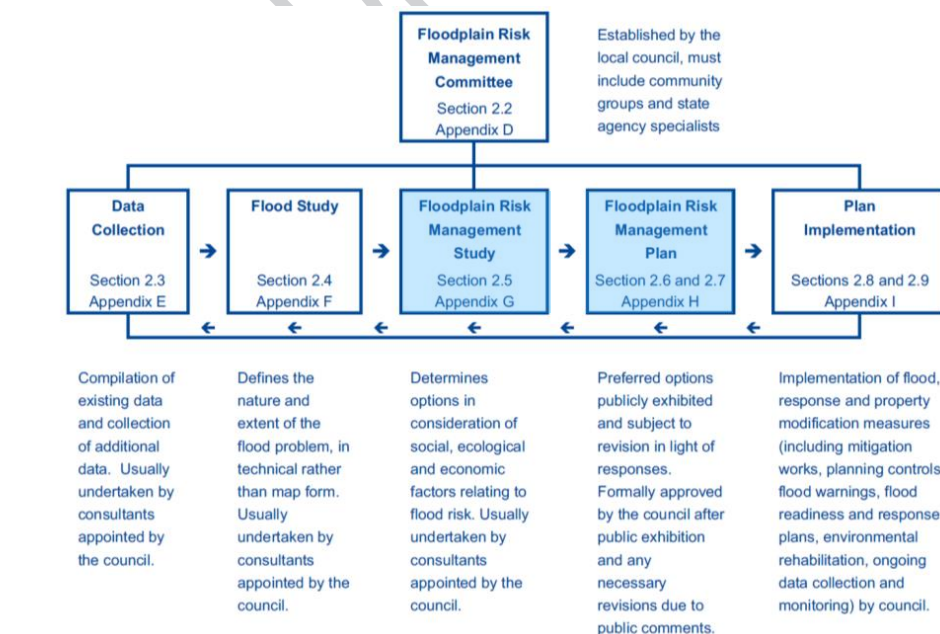 Floodplain Risk
Management
Committee
Section 2.2
Appendix D
Established by the
local council, must
include community
groups and state
agency specialists
Data
Collection
Section 2.3
Appendix E
Flood Study
Section 2.4
Appendix F
Floodplain Risk
Management
Study
Section 2.5
Appendix G
Floodplain Risk
Management
Plan
Section 2.6 and 2.7
Appendix H
Plan
Implementation
Sections 2.8 and 2.9
Appendix I
Compilation of
existing data
and collection
of additional
data. Usually
undertaken by
consultants
appointed by
the council.
Defines the
nature and
extent of the
flood problem, in
technical rather
than map form.
Usually
undertaken by
consultants
appointed by the
council.
Determines
options in
consideration of
social, ecological
and economic
factors relating to
flood risk. Usually
undertaken by
consultants
appointed by the
council.
Preferred options
publicly exhibited
and subject to
revision in light of
responses.
Formally approved
by the council after
public exhibition
and any
necessary
revisions due to
public comments.
Implementation of flood,
response and property
modification measures
(including mitigation
works, planning controls
flood warnings, flood
readiness and response
plans, environmental
rehabilitation, ongoing
data collection and
monitoring) by council.